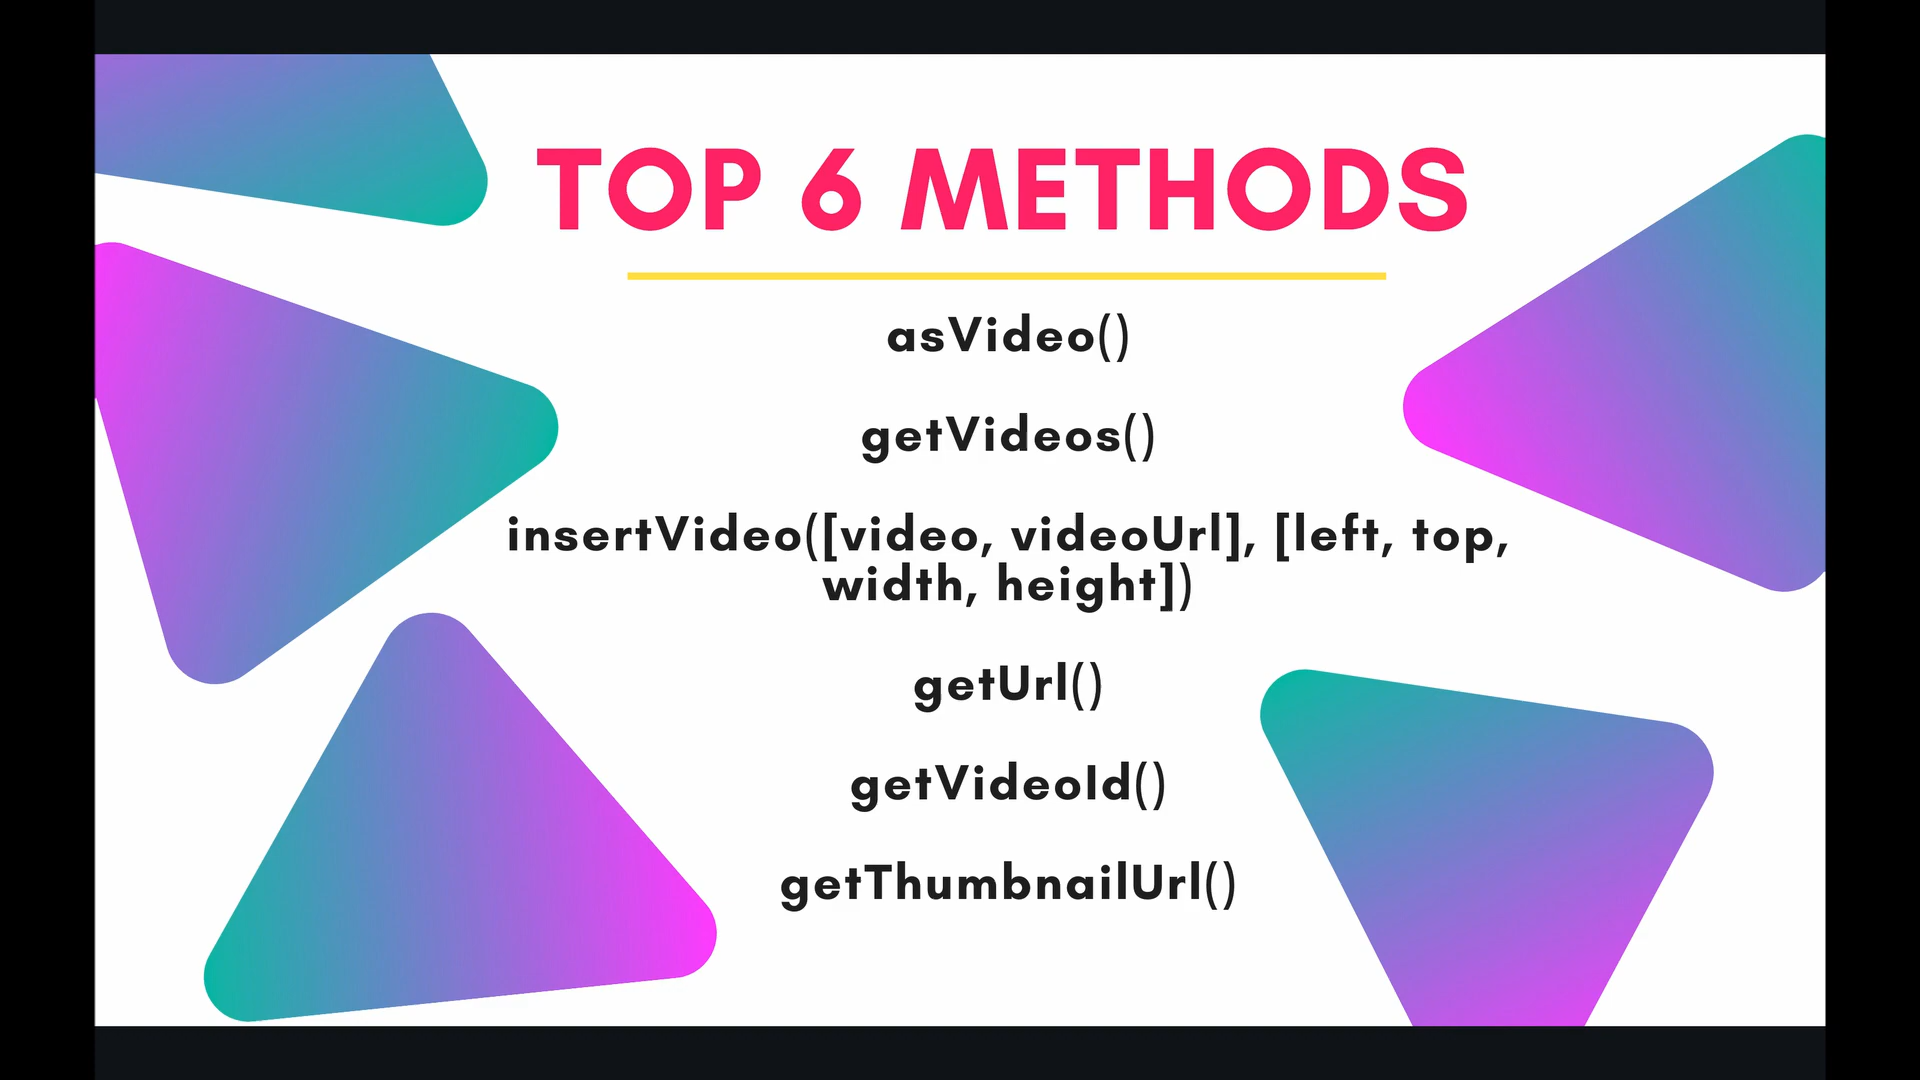 TOP 6 METHODS
asVideo()
getVideos()
insertVideo([video, videoUrl], [left, top,
width, height])
getUrl()
getVideoId()
getThumbnailUrl()